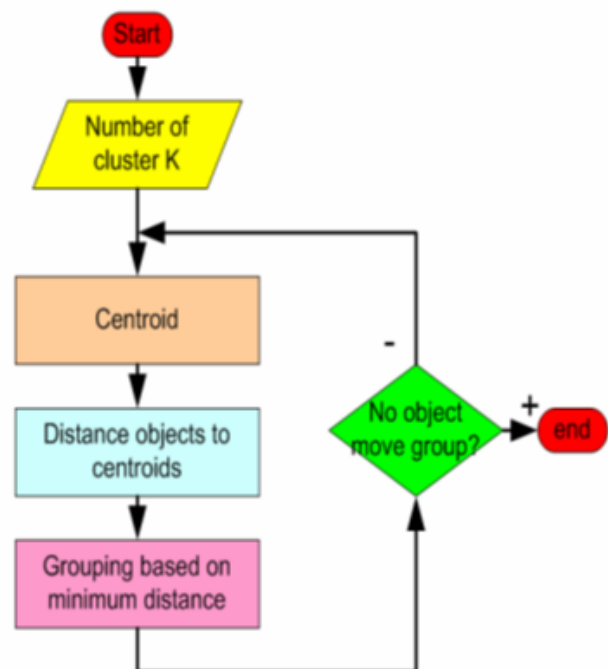 Start
Number of
cluster K
Centroid
Distance objects to
centroids
Grouping based on
minimum distance
-
No object
move group?
+
end